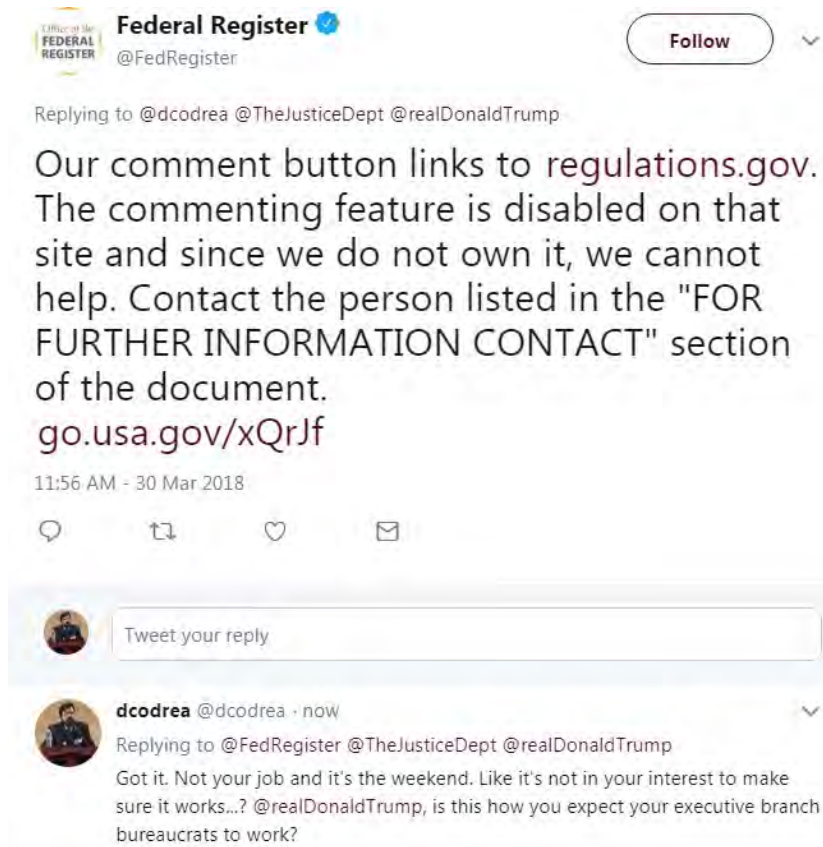 Office of the
FEDERAL
REGISTER
Federal Register
@FedRegister
Follow
Replying to @dcodrea @TheJusticeDept @realDonaldTrump
Our comment button links to regulations.gov.
The commenting feature is disabled on that
site and since we do not own it, we cannot
help. Contact the person listed in the "FOR
FURTHER INFORMATION CONTACT" section
of the document.
go.usa.gov/xQrJf
11:56 AM - 30 Mar 2018
Tweet your reply
dcodrea @dcodrea · now
Replying to @FedRegister @TheJusticeDept @realDonaldTrump
Got it. Not your job and it's the weekend. Like it's not in your interest to make
sure it works...? @realDonaldTrump, is this how you expect your executive branch
bureaucrats to work?